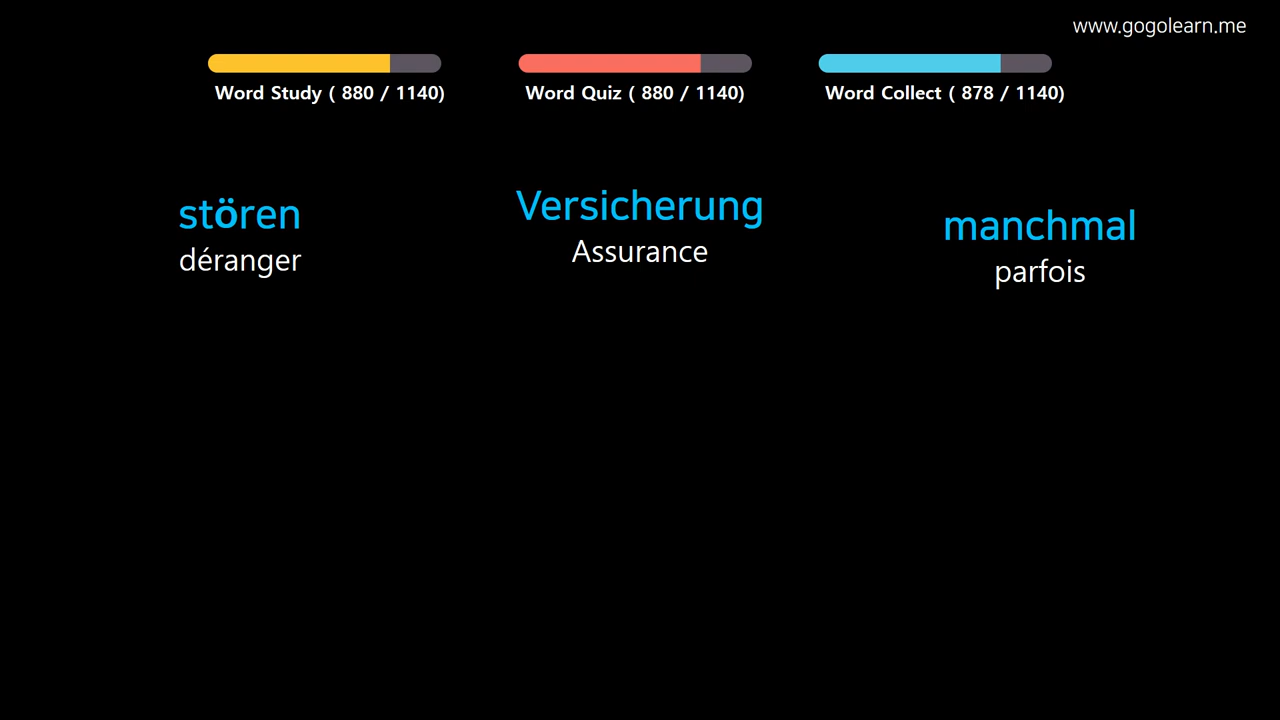 www.gogolearn.me
Word Study ( 880 / 1140)
Word Quiz ( 880 / 1140)
Word Collect ( 878 / 1140)
stören
déranger
Versicherung
Assurance
manchmal
parfois